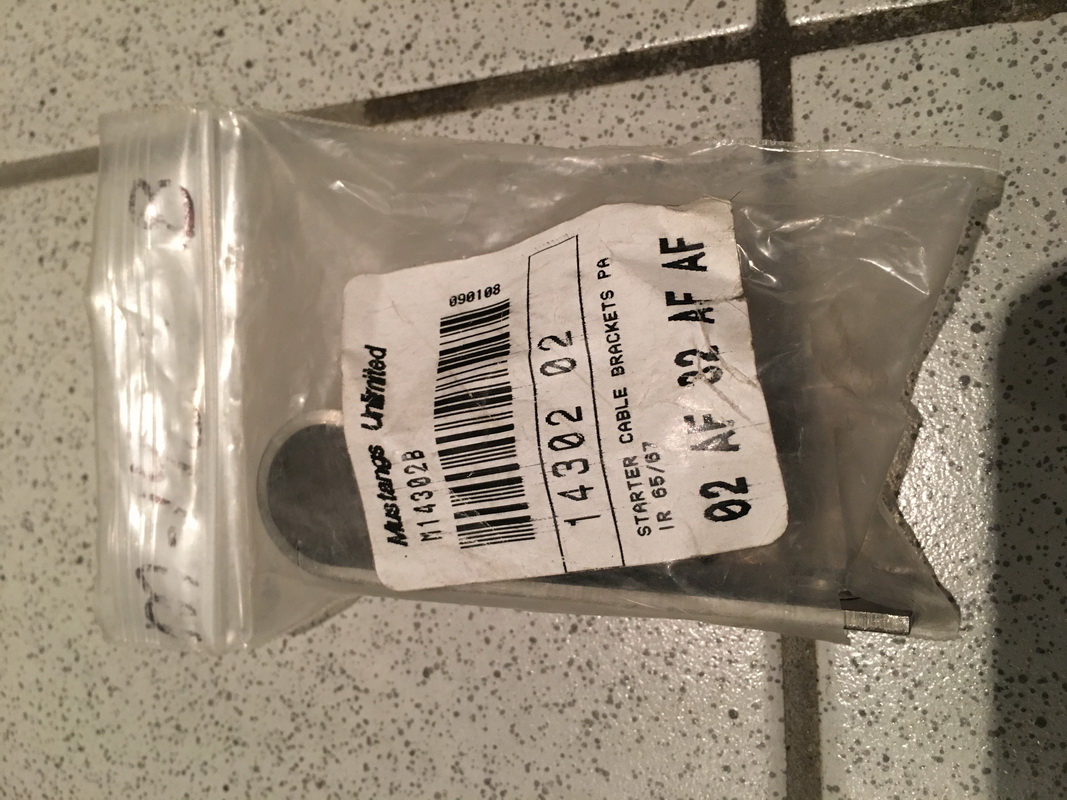 Mustangs Unlimited
M14302B
090108
14302 02
STARTER CABLE BRACKETS PA
IR 65/67
02 AF 32 AF AF